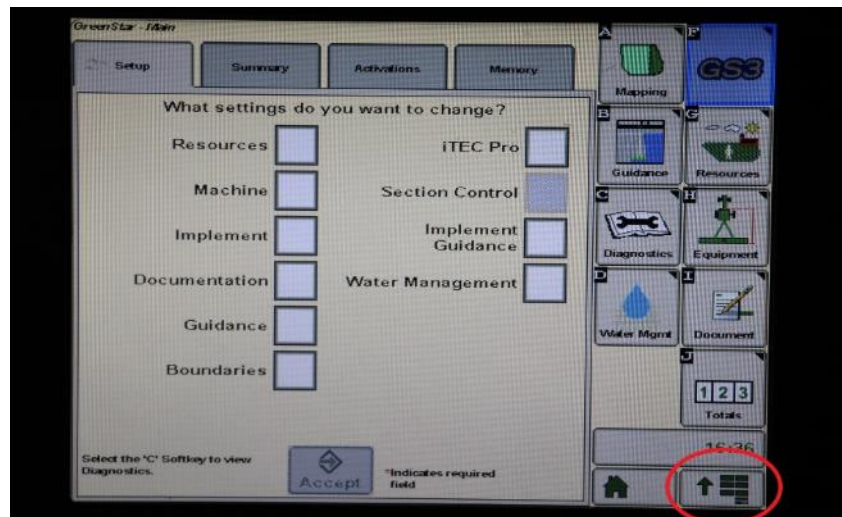 GreenStar - Main
Setup
Summary
Activations
Memory
What settings do you want to change?
Resources
iTEC Pro
Machine
Section Control
Implement
Implement
Guidance
Documentation
Water Management
Guidance
Boundaries
Select the 'C' Softkey to view
Diagnostics.
Accept
*Indicates required
field
A
Mapping
F
GS3
B
Guidance
G
Resources
C
Diagnostics
H
Equipment
D
Water Mgmt
I
Document
J
1 2 3
Totals
16:36